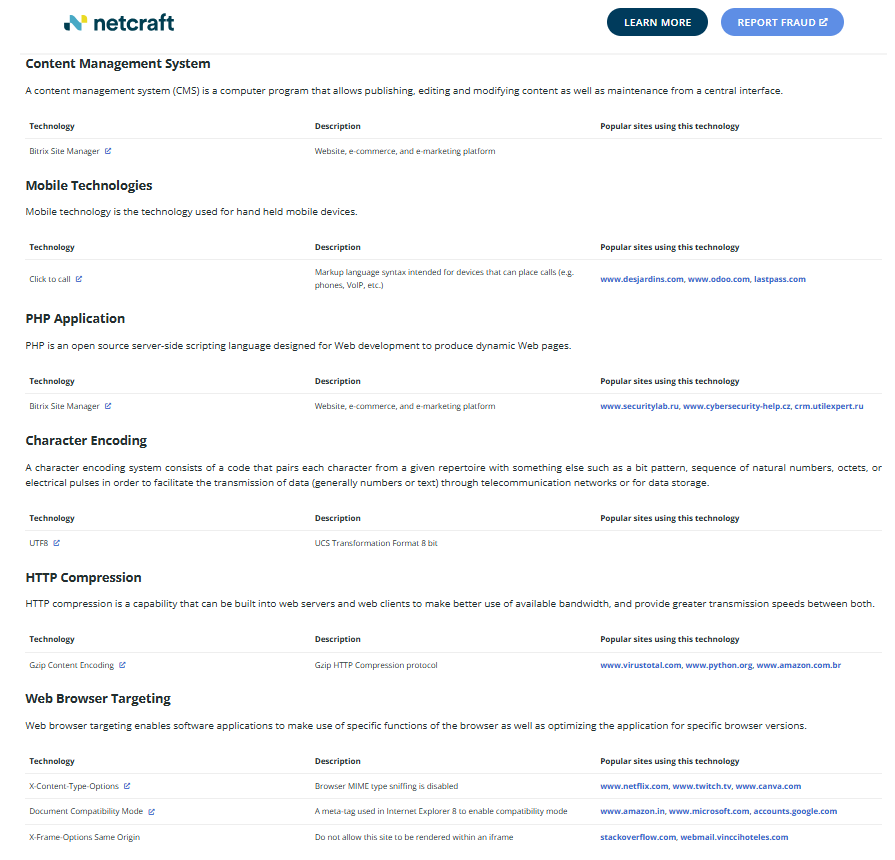 netcraft
LEARN MORE
REPORT FRAUD
Content Management System
A content management system (CMS) is a computer program that allows publishing, editing and modifying content as well as maintenance from a central interface.
Technology Description Popular sites using this technology
Bitrix Site Manager Website, e-commerce, and e-marketing platform
Mobile Technologies
Mobile technology is the technology used for hand held mobile devices.
Technology Description Popular sites using this technology
Click to call Markup language syntax intended for devices that can place calls (e.g. phones, VoIP, etc.) www.desjardins.com, www.odoo.com, lastpass.com
PHP Application
PHP is an open source server-side scripting language designed for Web development to produce dynamic Web pages.
Technology Description Popular sites using this technology
Bitrix Site Manager Website, e-commerce, and e-marketing platform www.securitylab.ru, www.cybersecurity-help.cz, crm.utilexpert.ru
Character Encoding
A character encoding system consists of a code that pairs each character from a given repertoire with something else such as a bit pattern, sequence of natural numbers, octets, or
electrical pulses in order to facilitate the transmission of data (generally numbers or text) through telecommunication networks or for data storage.
Technology Description Popular sites using this technology
UTF8 UCS Transformation Format 8 bit
HTTP Compression
HTTP compression is a capability that can be built into web servers and web clients to make better use of available bandwidth, and provide greater transmission speeds between both.
Technology Description Popular sites using this technology
Gzip Content Encoding Gzip HTTP Compression protocol www.virustotal.com, www.python.org, www.amazon.com.br
Web Browser Targeting
Web browser targeting enables software applications to make use of specific functions of the browser as well as optimizing the application for specific browser versions.
Technology Description Popular sites using this technology
X-Content-Type-Options Browser MIME type sniffing is disabled www.netflix.com, www.twitch.tv, www.canva.com
Document Compatibility Mode A meta-tag used in Internet Explorer 8 to enable compatibility mode www.amazon.in, www.microsoft.com, accounts.google.com
X-Frame-Options Same Origin Do not allow this site to be rendered within an iframe stackoverflow.com, webmail.vinccihoteles.com